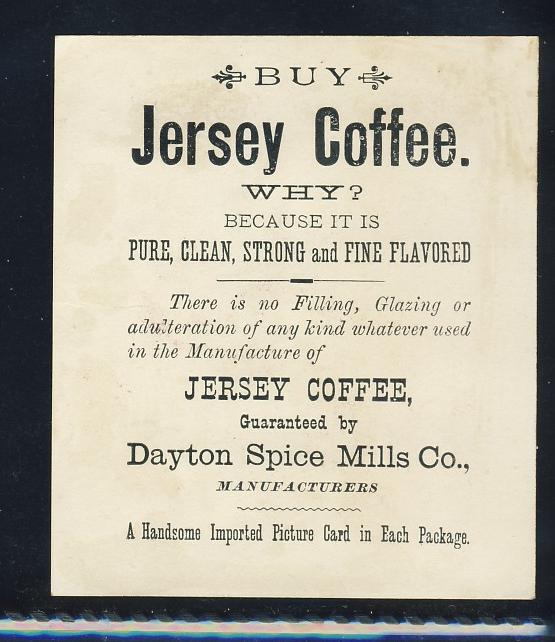 BUY
Jersey Coffee.
WHY?
BECAUSE IT IS
PURE, CLEAN, STRONG and FINE FLAVORED
There is no Filling, Glazing or
adulteration of any kind whatever used
in the Manufacture of
JERSEY COFFEE,
Guaranteed by
Dayton Spice Mills Co.,
MANUFACTURERS
A Handsome Imported Picture Card in Each Package.